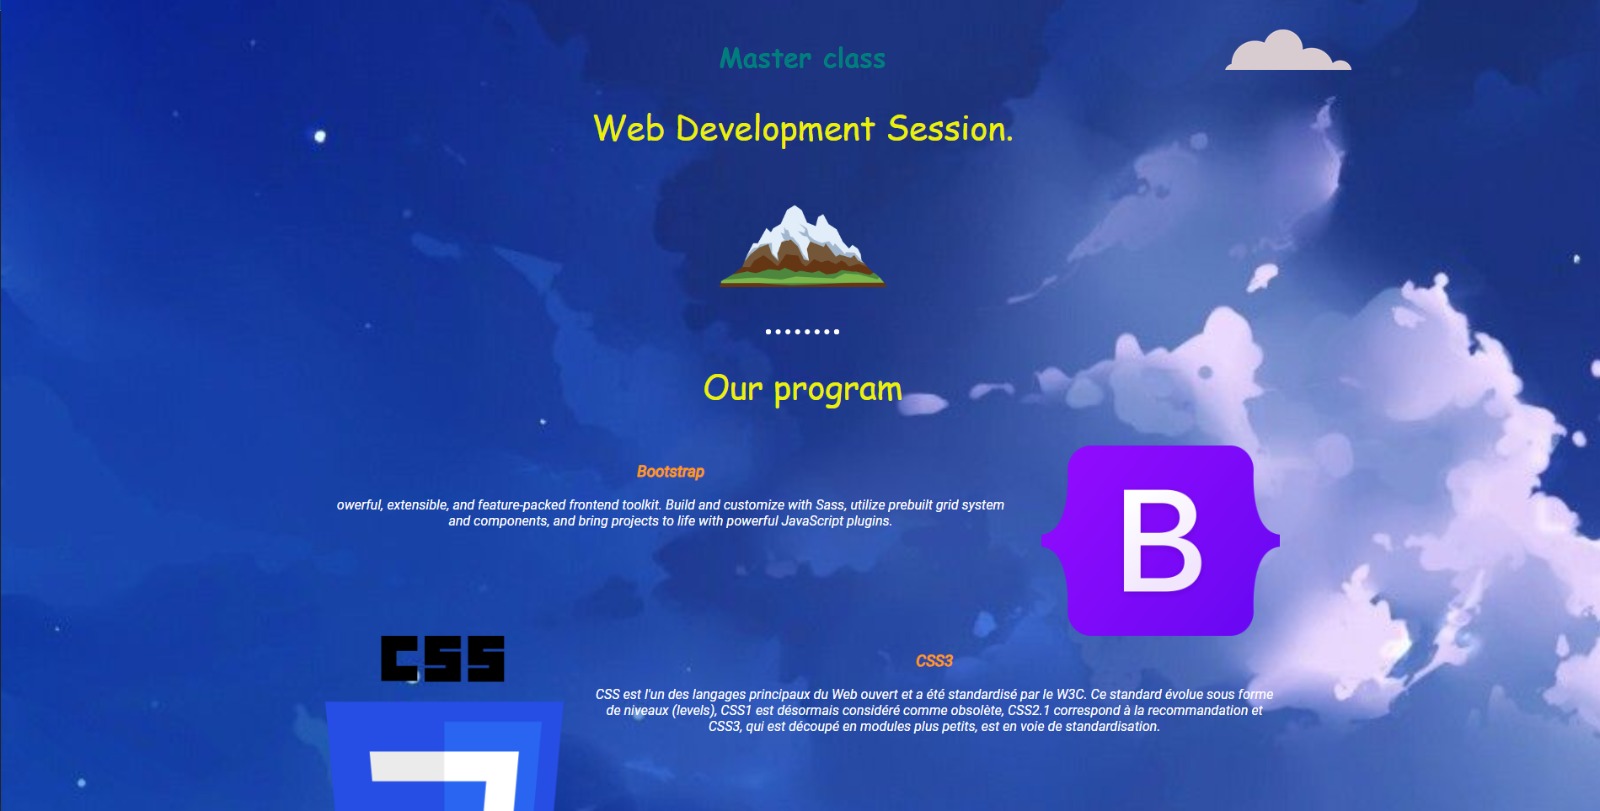 Master class
Web Development Session.
Our program
Bootstrap
owerful, extensible, and feature-packed frontend toolkit. Build and customize with Sass, utilize prebuilt grid system
and components, and bring projects to life with powerful JavaScript plugins.
B
CSS
CSS3
CSS est l'un des langages principaux du Web ouvert et a été standardisé par le W3C. Ce standard évolue sous forme
de niveaux (levels), CSS1 est désormais considéré comme obsolète, CSS2.1 correspond à la recommandation et
CSS3, qui est découpé en modules plus petits, est en voie de standardisation.